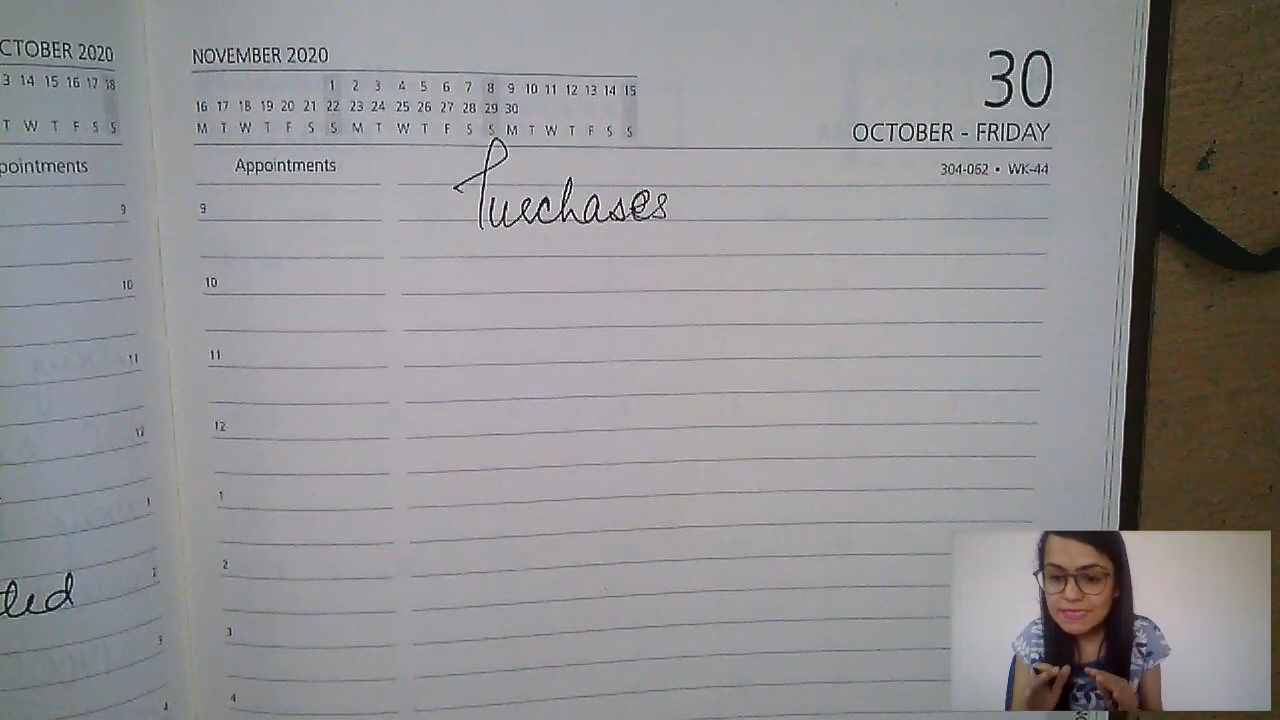 CTOBER 2020
3 14 15 16 17 18
T W T F S S
pointments
9
10
11
12
1
2
3
4
NOVEMBER 2020
1 2 3 4 5 6 7 8 9 10 11 12 13 14 15
16 17 18 19 20 21 22 23 24 25 26 27 28 29 30
M T W T F S S M T W T F S S M T W T F S S
30
OCTOBER - FRIDAY
Appointments
304-062 • WK-44
Purchases
9
10
11
12
1
2
3
4